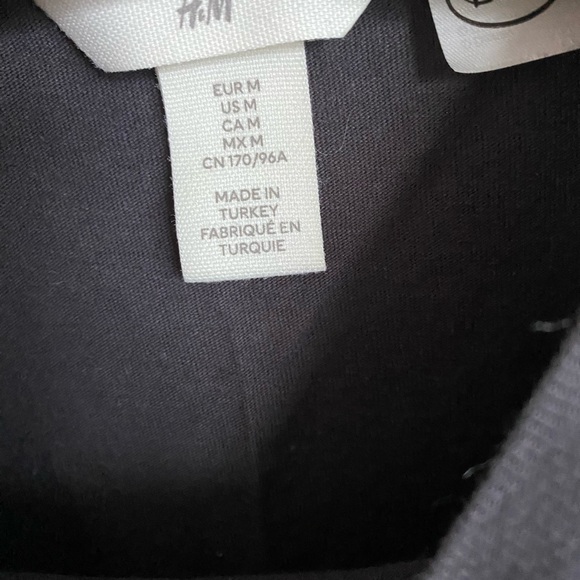 H&M
EUR M
US M
CA M
MX M
CN 170/96A
MADE IN
TURKEY
FABRIQUÉ EN
TURQUIE